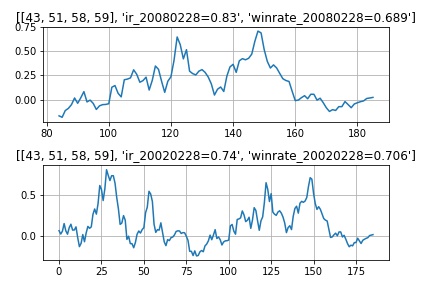 [[43, 51, 58, 59], 'ir_20080228=0.83', 'winrate_20080228=0.689']
0.75
0.50
0.25
0.00
80 100 120 140 160 180
[[43, 51, 58, 59], 'ir_20020228=0.74', 'winrate_20020228=0.706']
0.5
0.0
0 25 50 75 100 125 150 175